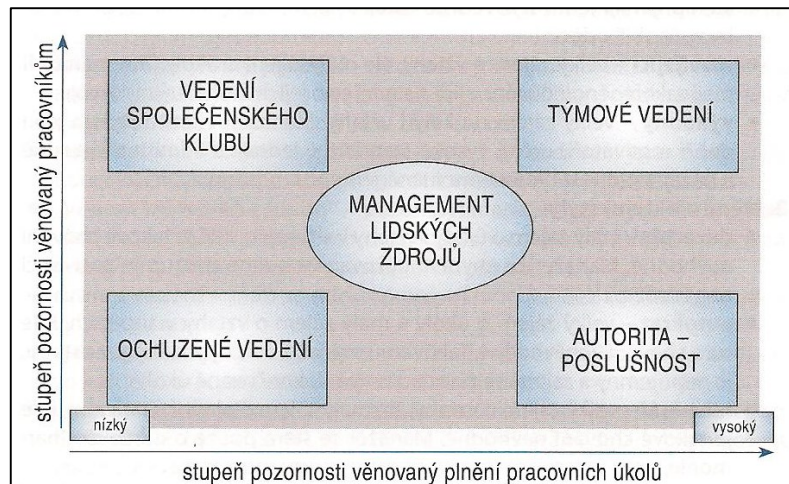 stupeň pozornosti věnovaný pracovníkům
VEDENÍ
SPOLEČENSKÉHO
KLUBU
TÝMOVÉ VEDENÍ
MANAGEMENT
LIDSKÝCH
ZDROJŮ
OCHUZENÉ VEDENÍ
AUTORITA –
POSLUŠNOST
nízký
vysoký
stupeň pozornosti věnovaný plnění pracovních úkolů